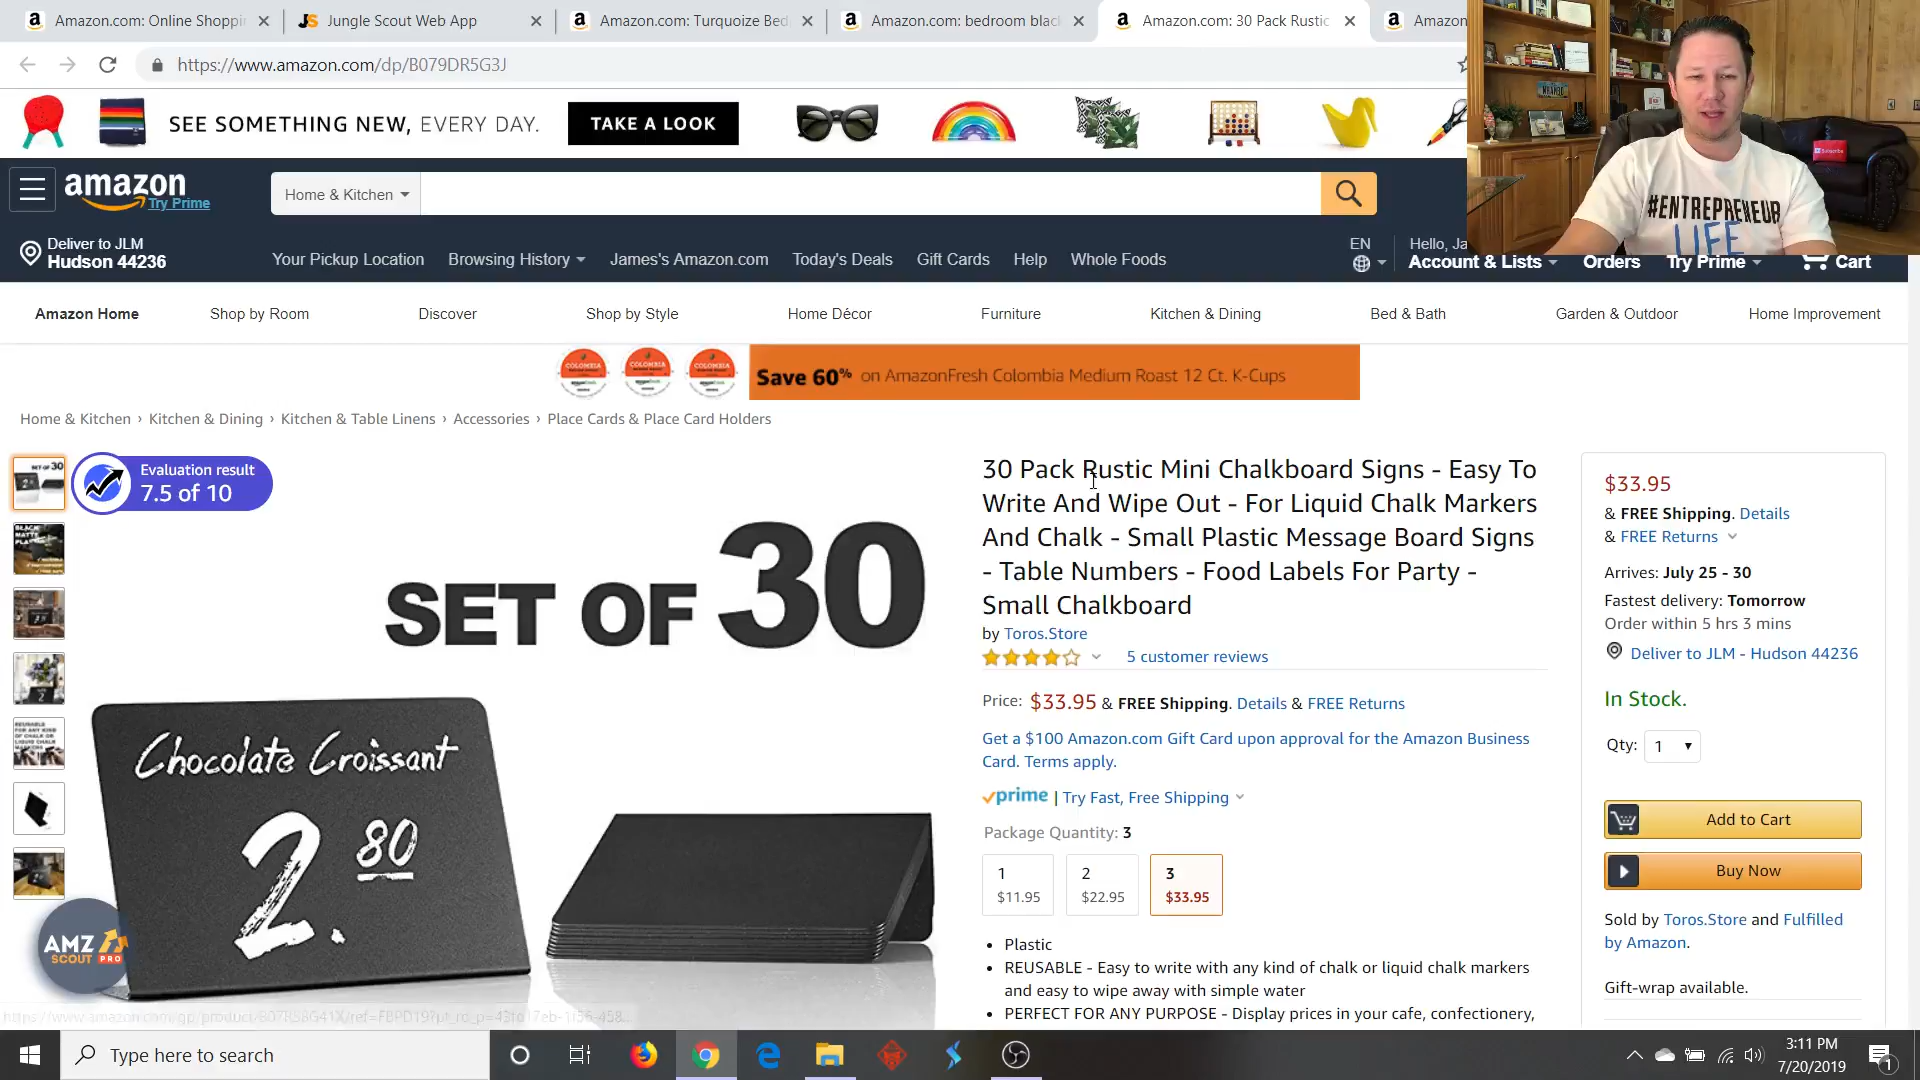 Amazon.com: Online Shoppi
Jungle Scout Web App
Amazon.com: Turquoize Bed
Amazon.com: bedroom blac
Amazon.com: 30 Pack Rustic
Amazon
https://www.amazon.com/dp/B079DR5G3J
SEE SOMETHING NEW, EVERY DAY.
TAKE A LOOK
#ENTREPRENEUR
LIFE
amazon
Try Prime
Home & Kitchen
Deliver to JLM
Hudson 44236
Your Pickup Location
Browsing History
James's Amazon.com
Today's Deals
Gift Cards
Help
Whole Foods
EN
Hello, Ja
Account & Lists
Orders
Try Prime
Cart
Amazon Home
Shop by Room
Discover
Shop by Style
Home Décor
Furniture
Kitchen & Dining
Bed & Bath
Garden & Outdoor
Home Improvement
COLOMBIA
COLOMBIA
COLOMBIA
Save 60% on AmazonFresh Colombia Medium Roast 12 Ct. K-Cups
Home & Kitchen › Kitchen & Dining › Kitchen & Table Linens › Accessories › Place Cards & Place Card Holders
Evaluation result
7.5 of 10
SET OF 30
Chocolate Croissant
2.80
AMZ
SCOUT PRO
30 Pack Rustic Mini Chalkboard Signs - Easy To
Write And Wipe Out - For Liquid Chalk Markers
And Chalk - Small Plastic Message Board Signs
- Table Numbers - Food Labels For Party -
Small Chalkboard
by Toros.Store
5 customer reviews
Price: $33.95 & FREE Shipping. Details & FREE Returns
Get a $100 Amazon.com Gift Card upon approval for the Amazon Business
Card. Terms apply.
prime | Try Fast, Free Shipping
Package Quantity: 3
1
$11.95
2
$22.95
3
$33.95
• Plastic
• REUSABLE - Easy to write with any kind of chalk or liquid chalk markers
and easy to wipe away with simple water
• PERFECT FOR ANY PURPOSE - Display prices in your cafe, confectionery,
$33.95
& FREE Shipping. Details
& FREE Returns
Arrives: July 25 - 30
Fastest delivery: Tomorrow
Order within 5 hrs 3 mins
Deliver to JLM - Hudson 44236
In Stock.
Qty: 1
Add to Cart
Buy Now
Sold by Toros.Store and Fulfilled
by Amazon.
Gift-wrap available.
Type here to search
3:11 PM
7/20/2019
1